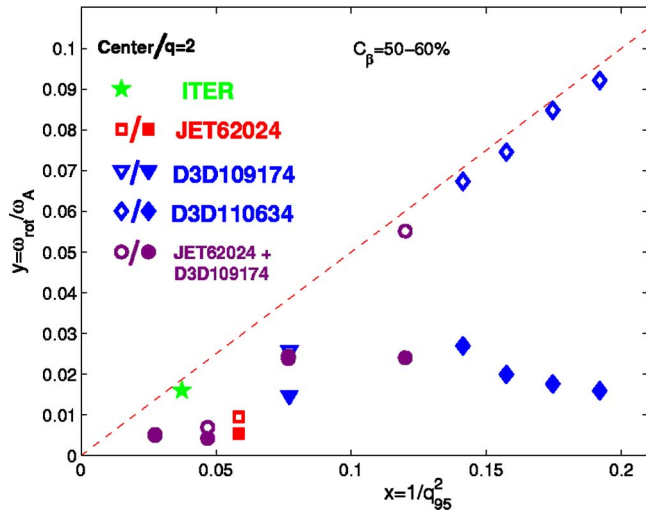 Center/q=2
C_β=50−60%
ITER
JET62024
D3D109174
D3D110634
JET62024 +
D3D109174
y=ω_rot/ω_A
0.1
0.09
0.08
0.07
0.06
0.05
0.04
0.03
0.02
0.01
0
0
0.05
0.1
0.15
0.2
x=1/q²_95